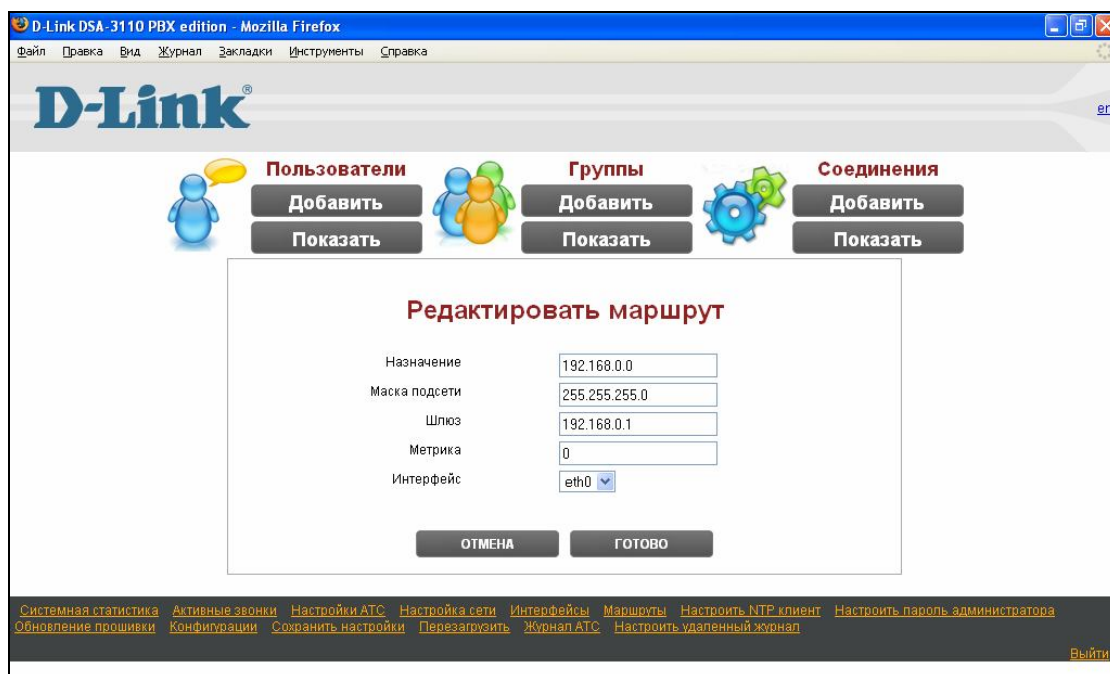 D-Link DSA-3110 PBX edition - Mozilla Firefox
Файл Правка Вид Журнал Закладки Инструменты Справка
D-Link®
en
Пользователи Группы Соединения
Добавить Добавить Добавить
Показать Показать Показать
Редактировать маршрут
Назначение 192.168.0.0
Маска подсети 255.255.255.0
Шлюз 192.168.0.1
Метрика 0
Интерфейс eth0
ОТМЕНА ГОТОВО
Системная статистика Активные звонки Настройки АТС Настройка сети Интерфейсы Маршруты Настроить NTP клиент Настроить пароль администратора
Обновление прошивки Конфигурации Сохранить настройки Перезагрузить Журнал АТС Настроить удаленный журнал
Выйти